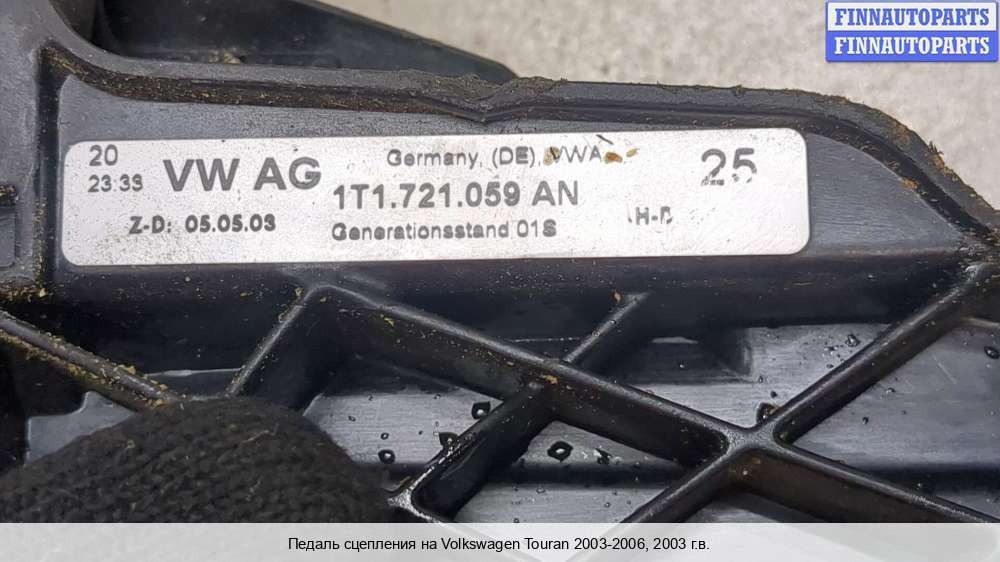 FINNAUTOPARTS
FINNAUTOPARTS
20
23:33
VW AG
Germany, (DE), VWA
25
1T1.721.059 AN
Z-D: 05.05.03
Generationsstand 01S
Педаль сцепления на Volkswagen Touran 2003-2006, 2003 г.в.